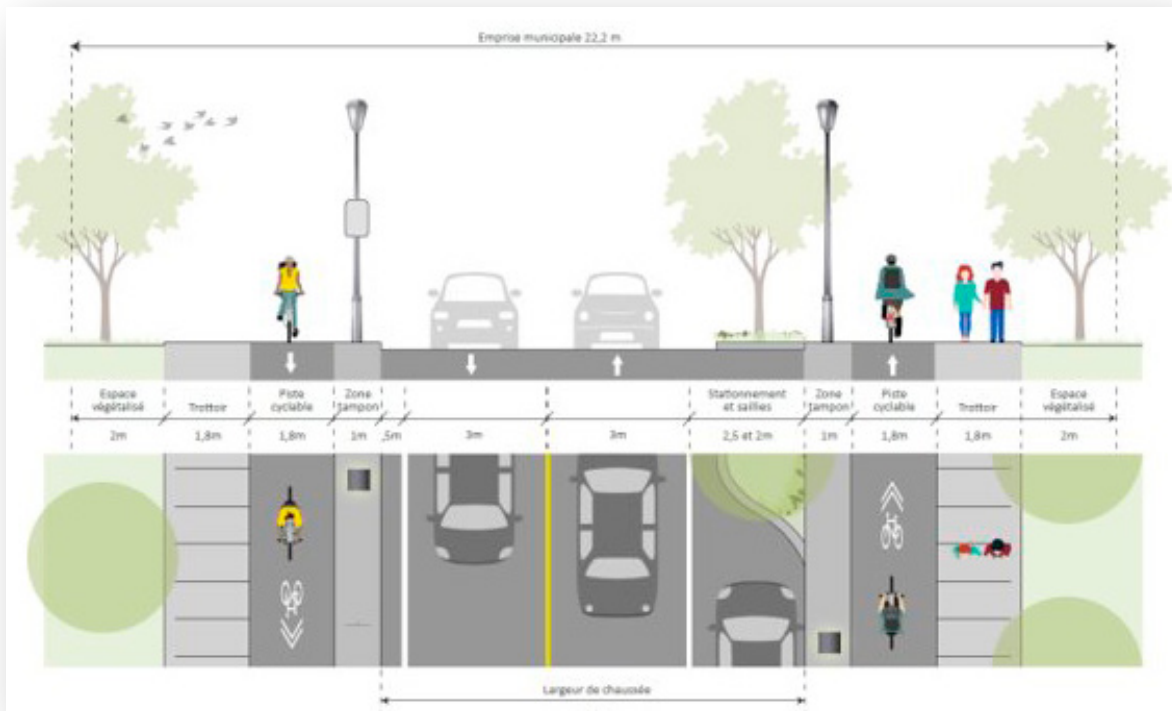 Emprise municipale 22,2 m
Espace
végétalisé
Trottoir
Piste
cyclable
Zone
tampon
Stationnement
et saillies
Zone
tampon
Piste
cyclable
Trottoir
Espace
végétalisé
2m
1,8m
1,8m
1m
,5m
3m
3m
2,5 et 2m
1m
1,8m
1,8m
2m
Largeur de chaussée